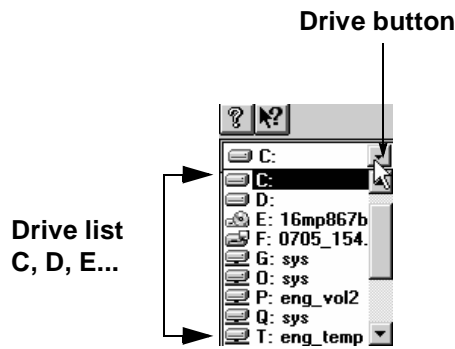 Drive button
? ?
C:
C:
D:
E: 16mp867b
F: 0705_154.
G: sys
O: sys
P: eng_vol2
Q: sys
T: eng_temp
Drive list
C, D, E...